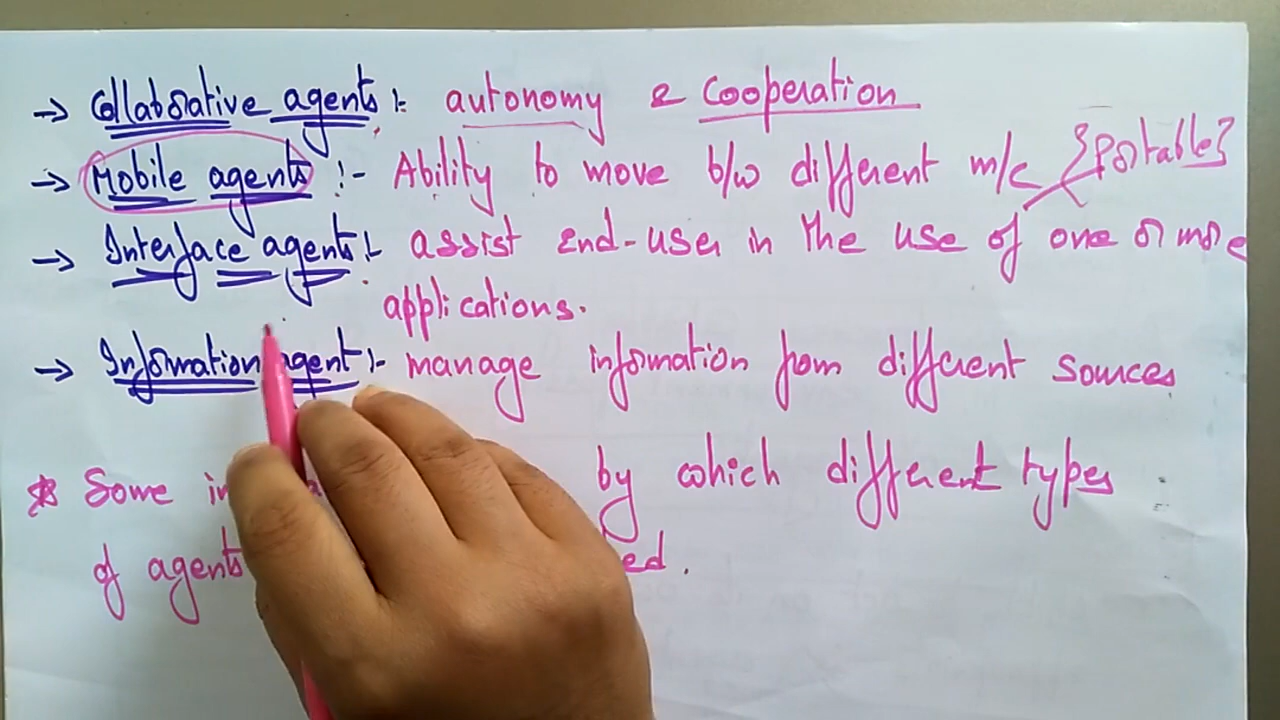 → Collaborative agents :- autonomy & cooperation
→ Mobile agents :- Ability to move b/w different m/c {Portable}
→ Interface agents :- assist end-user in the use of one or more
applications.
→ Information agent :- manage information from different sources
* Some by which different types
of agents